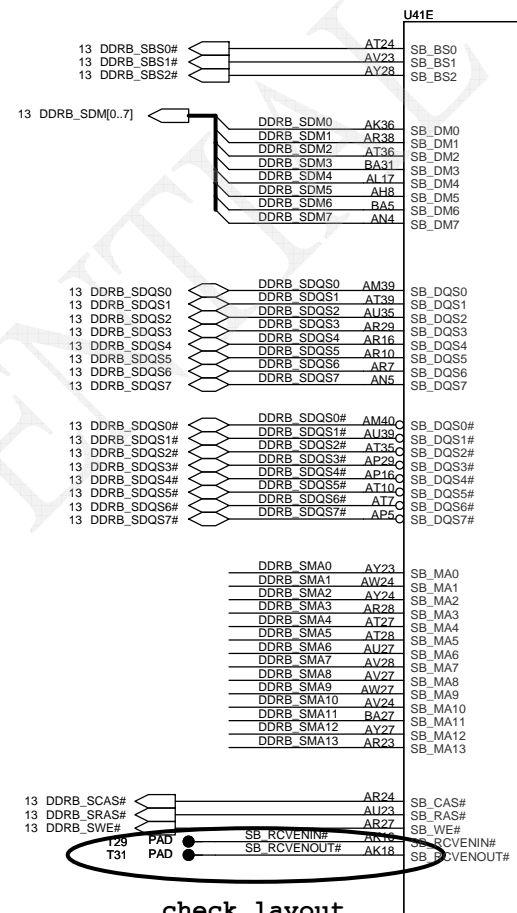 U41E
13 DDRB_SBS0# AT24 SB_BS0
13 DDRB_SBS1# AV23 SB_BS1
13 DDRB_SBS2# AY28 SB_BS2
13 DDRB_SDM[0..7]
DDRB_SDM0 AK36 SB_DM0
DDRB_SDM1 AR38 SB_DM1
DDRB_SDM2 AT36 SB_DM2
DDRB_SDM3 BA31 SB_DM3
DDRB_SDM4 AL17 SB_DM4
DDRB_SDM5 AH8 SB_DM5
DDRB_SDM6 BA5 SB_DM6
DDRB_SDM7 AN4 SB_DM7
13 DDRB_SDQS0 DDRB_SDQS0 AM39 SB_DQS0
13 DDRB_SDQS1 DDRB_SDQS1 AT39 SB_DQS1
13 DDRB_SDQS2 DDRB_SDQS2 AU35 SB_DQS2
13 DDRB_SDQS3 DDRB_SDQS3 AR29 SB_DQS3
13 DDRB_SDQS4 DDRB_SDQS4 AR16 SB_DQS4
13 DDRB_SDQS5 DDRB_SDQS5 AR10 SB_DQS5
13 DDRB_SDQS6 DDRB_SDQS6 AR7 SB_DQS6
13 DDRB_SDQS7 DDRB_SDQS7 AN5 SB_DQS7
13 DDRB_SDQS0# DDRB_SDQS0# AM40 SB_DQS0#
13 DDRB_SDQS1# DDRB_SDQS1# AU39 SB_DQS1#
13 DDRB_SDQS2# DDRB_SDQS2# AT35 SB_DQS2#
13 DDRB_SDQS3# DDRB_SDQS3# AP29 SB_DQS3#
13 DDRB_SDQS4# DDRB_SDQS4# AP16 SB_DQS4#
13 DDRB_SDQS5# DDRB_SDQS5# AT10 SB_DQS5#
13 DDRB_SDQS6# DDRB_SDQS6# AT7 SB_DQS6#
13 DDRB_SDQS7# DDRB_SDQS7# AP5 SB_DQS7#
DDRB_SMA0 AY23 SB_MA0
DDRB_SMA1 AW24 SB_MA1
DDRB_SMA2 AY24 SB_MA2
DDRB_SMA3 AR28 SB_MA3
DDRB_SMA4 AT27 SB_MA4
DDRB_SMA5 AT28 SB_MA5
DDRB_SMA6 AU27 SB_MA6
DDRB_SMA7 AV28 SB_MA7
DDRB_SMA8 AV27 SB_MA8
DDRB_SMA9 AW27 SB_MA9
DDRB_SMA10 AV24 SB_MA10
DDRB_SMA11 BA27 SB_MA11
DDRB_SMA12 AY27 SB_MA12
DDRB_SMA13 AR23 SB_MA13
13 DDRB_SCAS# AR24 SB_CAS#
13 DDRB_SRAS# AU23 SB_RAS#
13 DDRB_SWE# AR27 SB_WE#
T29 PAD SB_RCVENIN# AK16 SB_RCVENIN#
T31 PAD SB_RCVENOUT# AK18 SB_RCVENOUT#
check layout